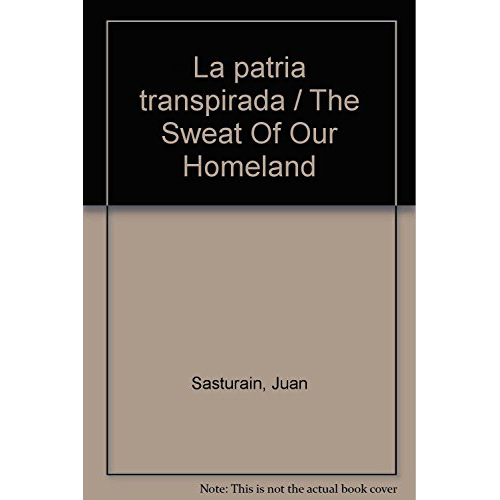 La patria
transpirada / The
Sweat Of Our
Homeland
Sasturain, Juan
Note: This is not the actual book cover